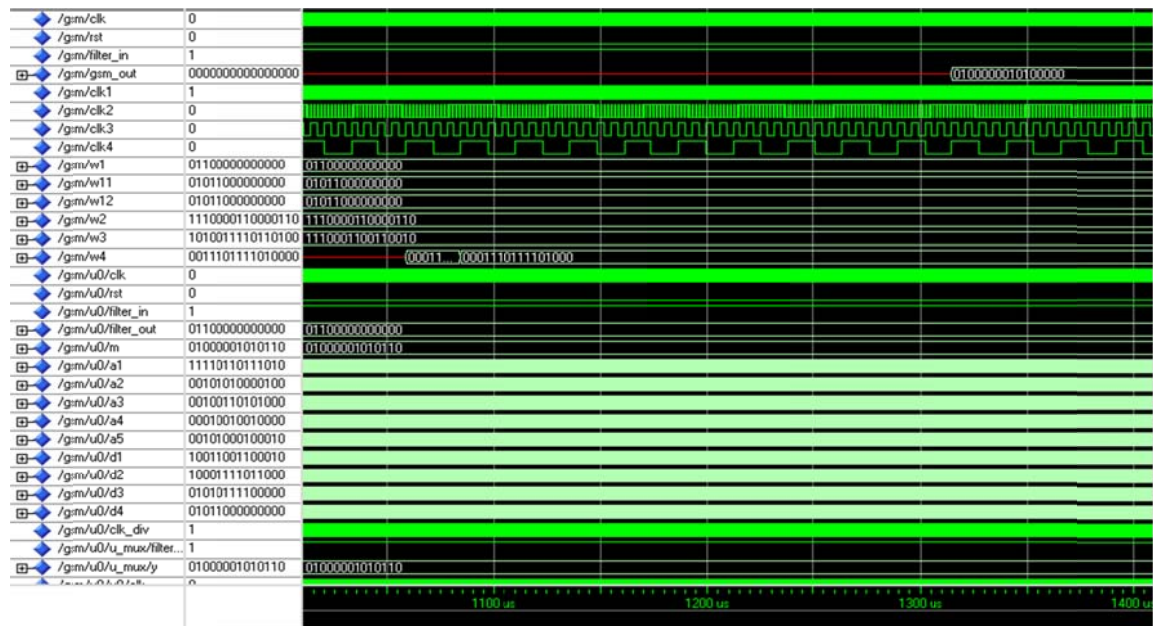 /gsm/clk 0
/gsm/rst 0
/gsm/filter_in 1
/gsm/gsm_out 0000000000000000 0100000010100000
/gsm/clk1 1
/gsm/clk2 0
/gsm/clk3 0
/gsm/clk4 0
/gsm/w1 01100000000000 01100000000000
/gsm/w11 01011000000000 01011000000000
/gsm/w12 01011000000000 01011000000000
/gsm/w2 1110000110000110 1110000110000110
/gsm/w3 1010011110110100 1110001100110010
/gsm/w4 0011101111010000 00011... 0001110111101000
/gsm/u0/clk 0
/gsm/u0/rst 0
/gsm/u0/filter_in 1
/gsm/u0/filter_out 01100000000000 01100000000000
/gsm/u0/m 01000001010110 01000001010110
/gsm/u0/a1 11110110111010
/gsm/u0/a2 00101010000100
/gsm/u0/a3 00100110101000
/gsm/u0/a4 00010010010000
/gsm/u0/a5 00101000100010
/gsm/u0/d1 10011001100010
/gsm/u0/d2 10001111011000
/gsm/u0/d3 01010111100000
/gsm/u0/d4 01011000000000
/gsm/u0/clk_div 1
/gsm/u0/u_mux/filter... 1
/gsm/u0/u_mux/y 01000001010110 01000001010110
1100 us 1200 us 1300 us 1400 us